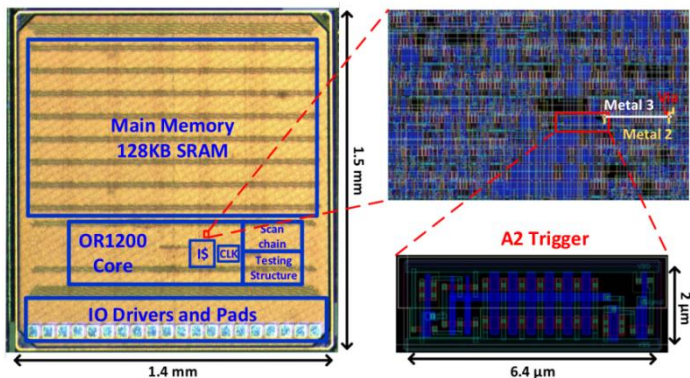 Main Memory
128KB SRAM
OR1200
Core
I$
CLK
Scan
chain
Testing
Structure
IO Drivers and Pads
1.5 mm
1.4 mm
Via
Metal 3
Metal 2
A2 Trigger
2 μm
6.4 μm